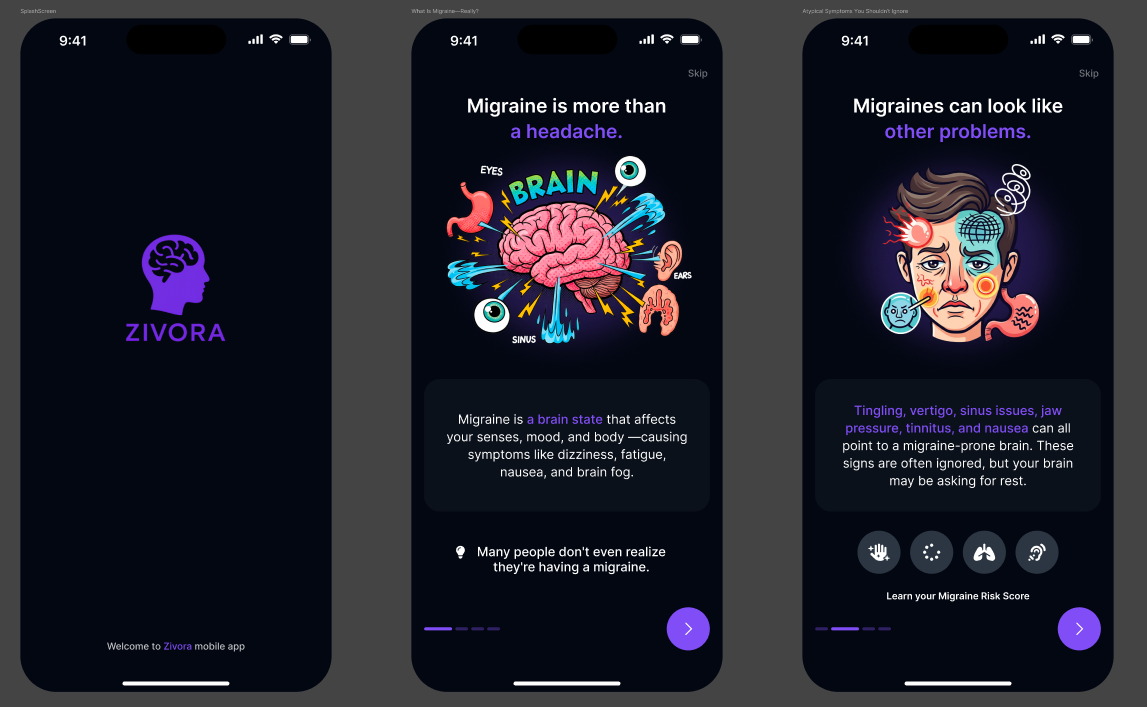 SplashScreen
9:41
ZIVORA
Welcome to Zivora mobile app
What Is Migraine—Really?
9:41
Skip
Migraine is more than
a headache.
EYES
BRAIN
EARS
SINUS
Migraine is a brain state that affects
your senses, mood, and body —causing
symptoms like dizziness, fatigue,
nausea, and brain fog.
Many people don't even realize
they're having a migraine.
Atypical Symptoms You Shouldn't Ignore
9:41
Skip
Migraines can look like
other problems.
Tingling, vertigo, sinus issues, jaw
pressure, tinnitus, and nausea can all
point to a migraine-prone brain. These
signs are often ignored, but your brain
may be asking for rest.
Learn your Migraine Risk Score